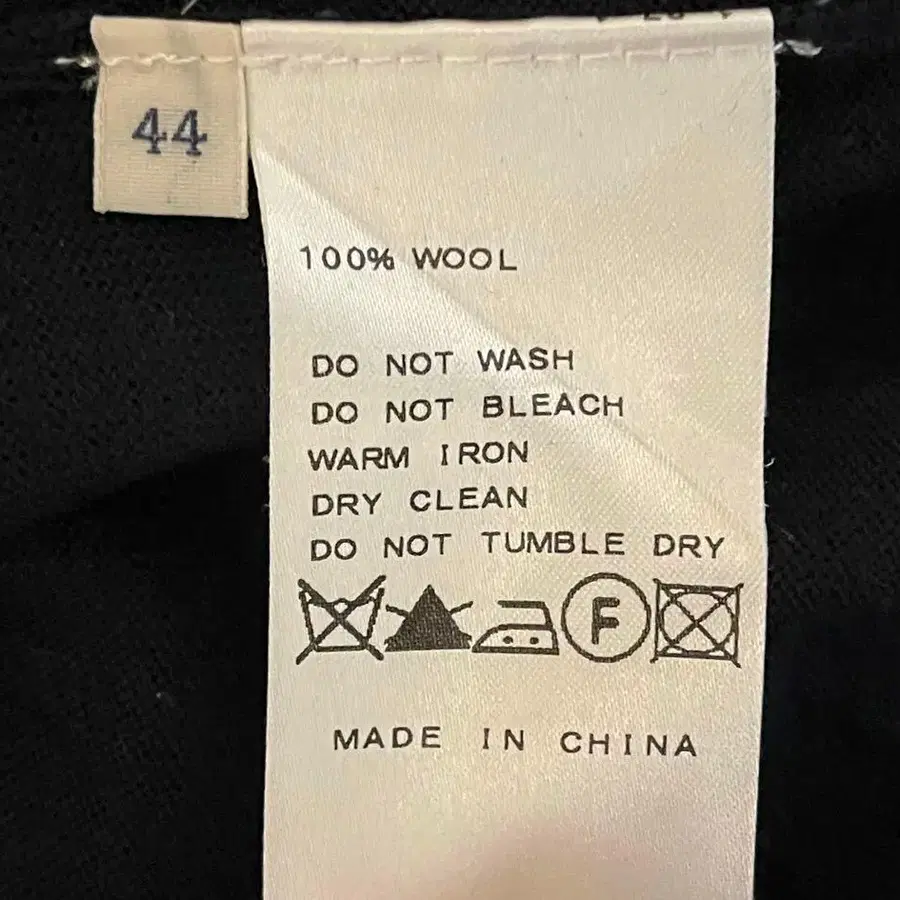 44
100% WOOL
DO NOT WASH
DO NOT BLEACH
WARM IRON
DRY CLEAN
DO NOT TUMBLE DRY
F
MADE IN CHINA